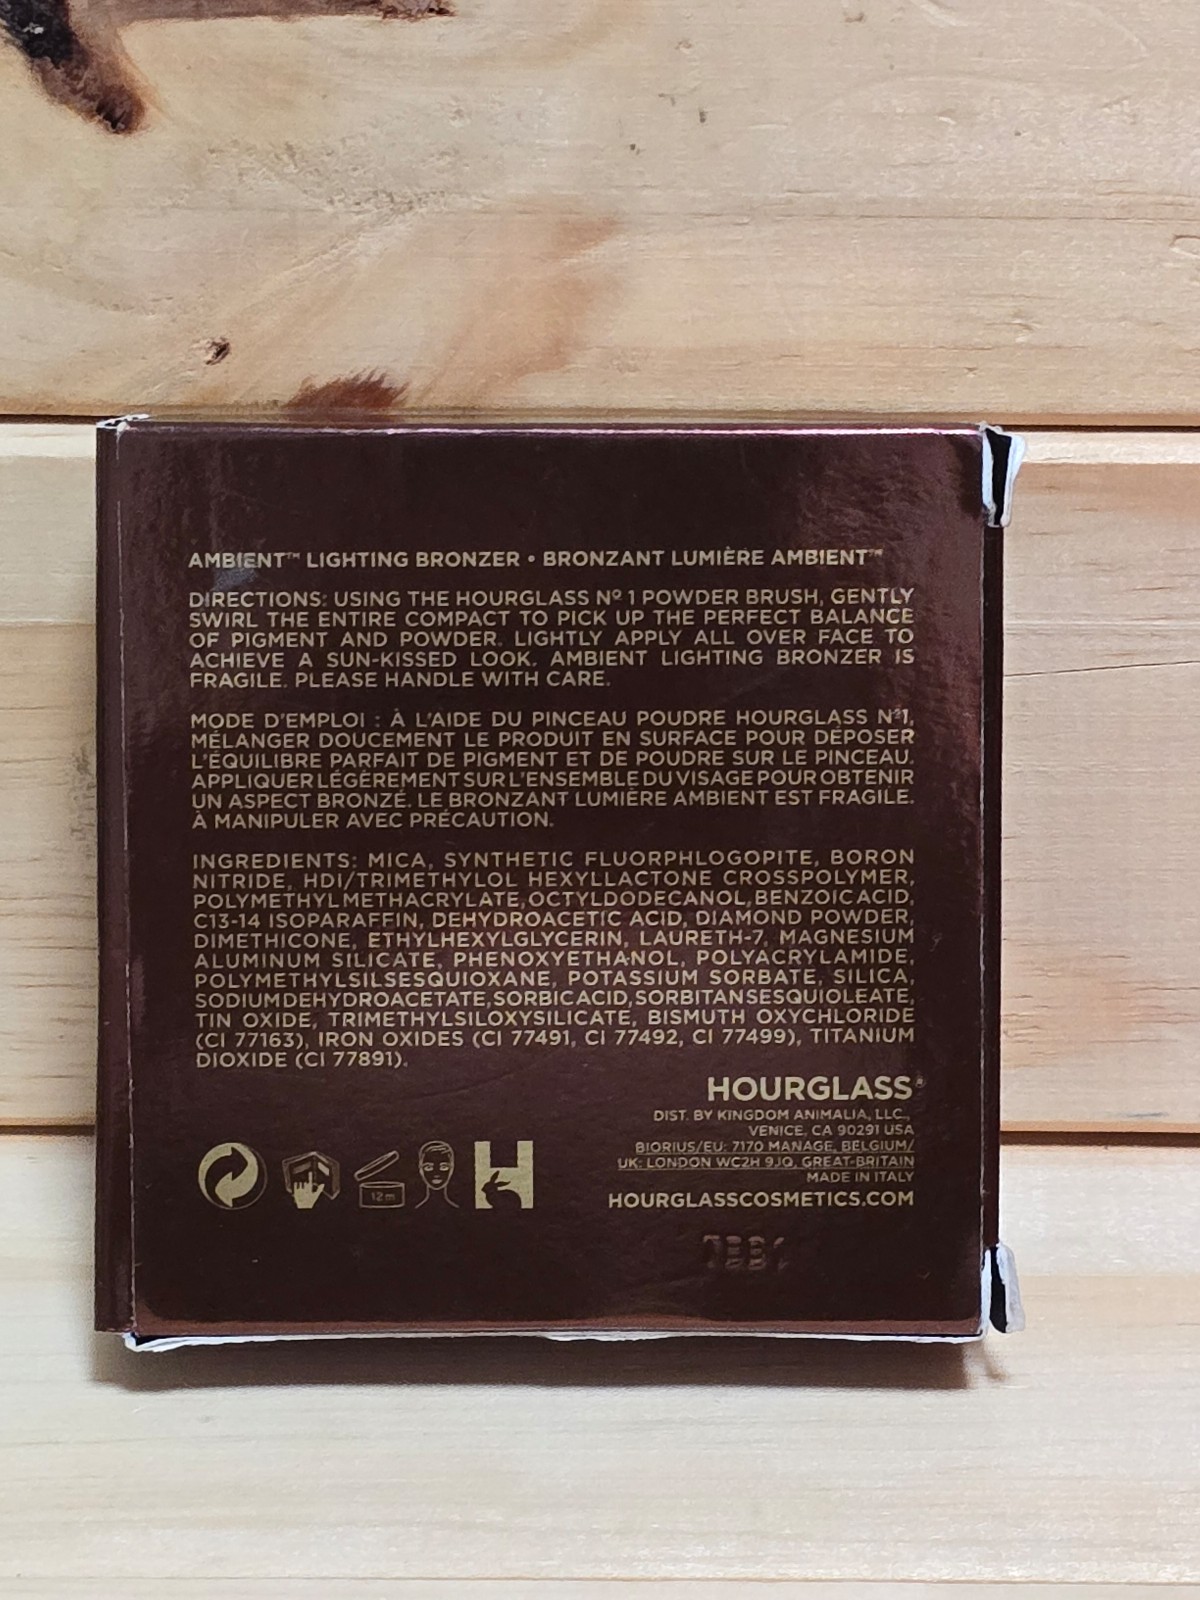 AMBIENT™ LIGHTING BRONZER • BRONZANT LUMIÈRE AMBIENT™
DIRECTIONS: USING THE HOURGLASS Nº 1 POWDER BRUSH, GENTLY
SWIRL THE ENTIRE COMPACT TO PICK UP THE PERFECT BALANCE
OF PIGMENT AND POWDER. LIGHTLY APPLY ALL OVER FACE TO
ACHIEVE A SUN-KISSED LOOK. AMBIENT LIGHTING BRONZER IS
FRAGILE. PLEASE HANDLE WITH CARE.
MODE D'EMPLOI : À L'AIDE DU PINCEAU POUDRE HOURGLASS Nº1,
MÉLANGER DOUCEMENT LE PRODUIT EN SURFACE POUR DÉPOSER
L'ÉQUILIBRE PARFAIT DE PIGMENT ET DE POUDRE SUR LE PINCEAU.
APPLIQUER LÉGÈREMENT SUR L'ENSEMBLE DU VISAGE POUR OBTENIR
UN ASPECT BRONZÉ. LE BRONZANT LUMIÈRE AMBIENT EST FRAGILE.
À MANIPULER AVEC PRÉCAUTION.
INGREDIENTS: MICA, SYNTHETIC FLUORPHLOGOPITE, BORON
NITRIDE, HDI/TRIMETHYLOL HEXYLLACTONE CROSSPOLYMER,
POLYMETHYL METHACRYLATE, OCTYLDODECANOL, BENZOIC ACID,
C13-14 ISOPARAFFIN, DEHYDROACETIC ACID, DIAMOND POWDER,
DIMETHICONE, ETHYLHEXYLGLYCERIN, LAURETH-7, MAGNESIUM
ALUMINUM SILICATE, PHENOXYETHANOL, POLYACRYLAMIDE,
POLYMETHYLSILSESQUIOXANE, POTASSIUM SORBATE, SILICA,
SODIUM DEHYDROACETATE, SORBIC ACID, SORBITAN SESQUIOLEATE,
TIN OXIDE, TRIMETHYLSILOXYSILICATE, BISMUTH OXYCHLORIDE
(CI 77163), IRON OXIDES (CI 77491, CI 77492, CI 77499), TITANIUM
DIOXIDE (CI 77891).
HOURGLASS®
DIST. BY KINGDOM ANIMALIA, LLC.,
VENICE, CA 90291 USA
BIORIUS/EU: 7170 MANAGE, BELGIUM/
UK: LONDON WC2H 9JQ, GREAT-BRITAIN
MADE IN ITALY
HOURGLASSCOSMETICS.COM
12m
H